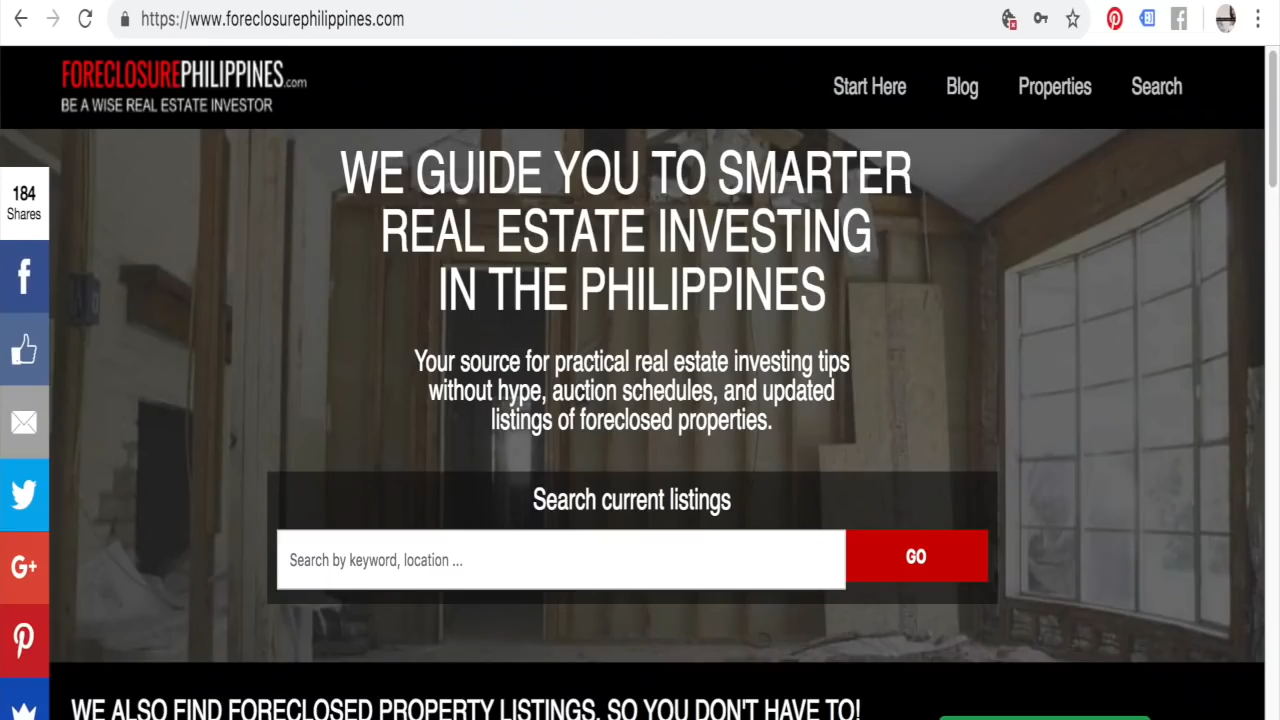 https://www.foreclosurephilippines.com
FORECLOSUREPHILIPPINES.com
BE A WISE REAL ESTATE INVESTOR
Start Here
Blog
Properties
Search
184
Shares
WE GUIDE YOU TO SMARTER
REAL ESTATE INVESTING
IN THE PHILIPPINES
Your source for practical real estate investing tips
without hype, auction schedules, and updated
listings of foreclosed properties.
Search current listings
Search by keyword, location ...
GO
G+
WE ALSO FIND FORECLOSED PROPERTY LISTINGS, SO YOU DON'T HAVE TO!